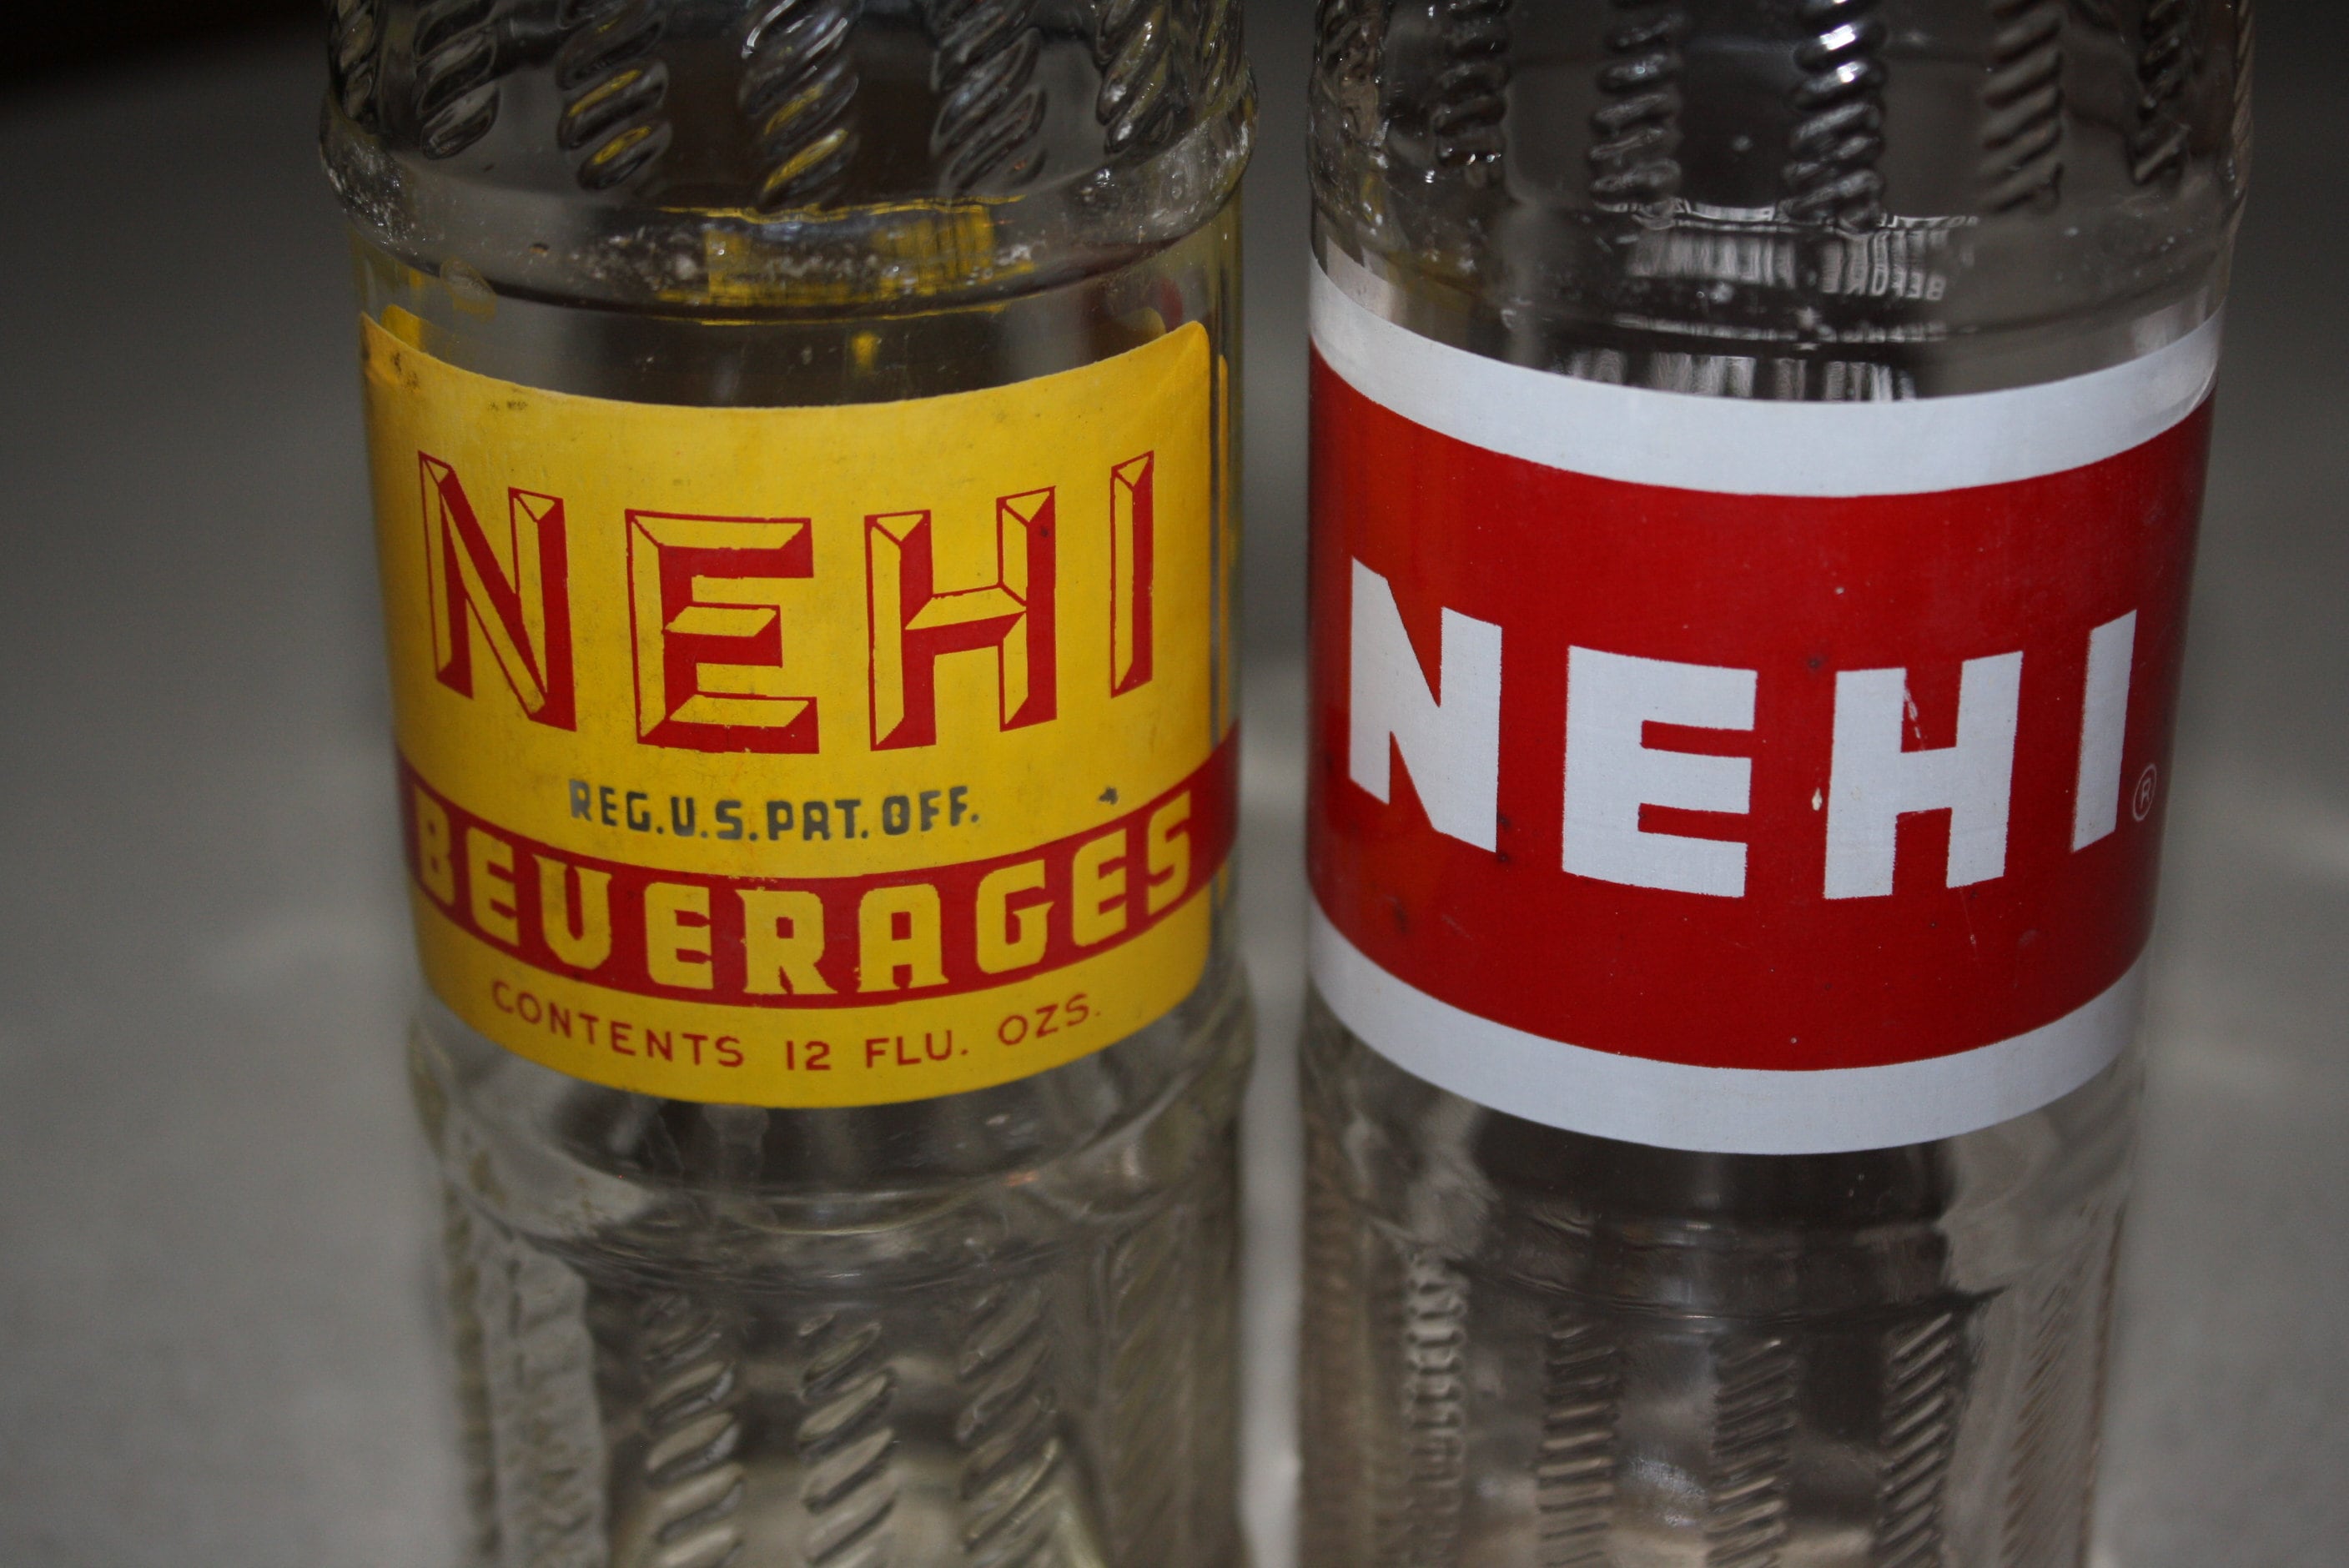 NEHI
REG.U.S.PAT.OFF.
BEVERAGES
CONTENTS 12 FLU. OZS.
NEHI®